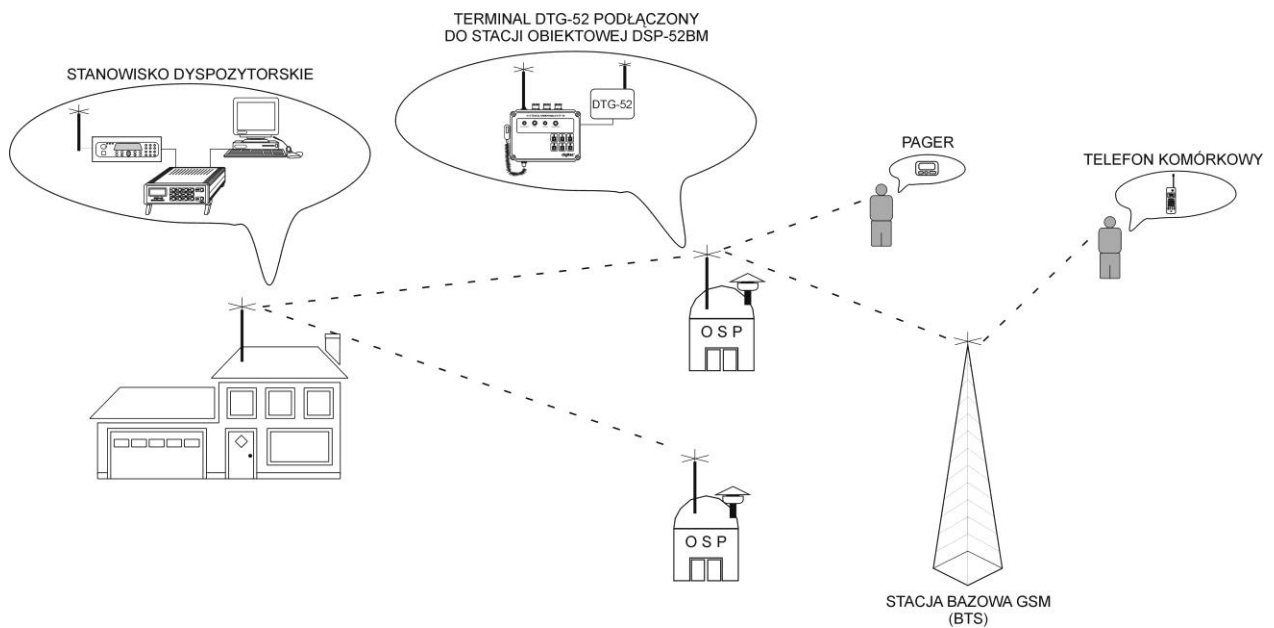 TERMINAL DTG-52 PODŁĄCZONY
DO STACJI OBIEKTOWEJ DSP-52BM
STANOWISKO DYSPOZYTORSKIE
DTG-52
PAGER
TELEFON KOMÓRKOWY
O S P
O S P
STACJA BAZOWA GSM
(BTS)